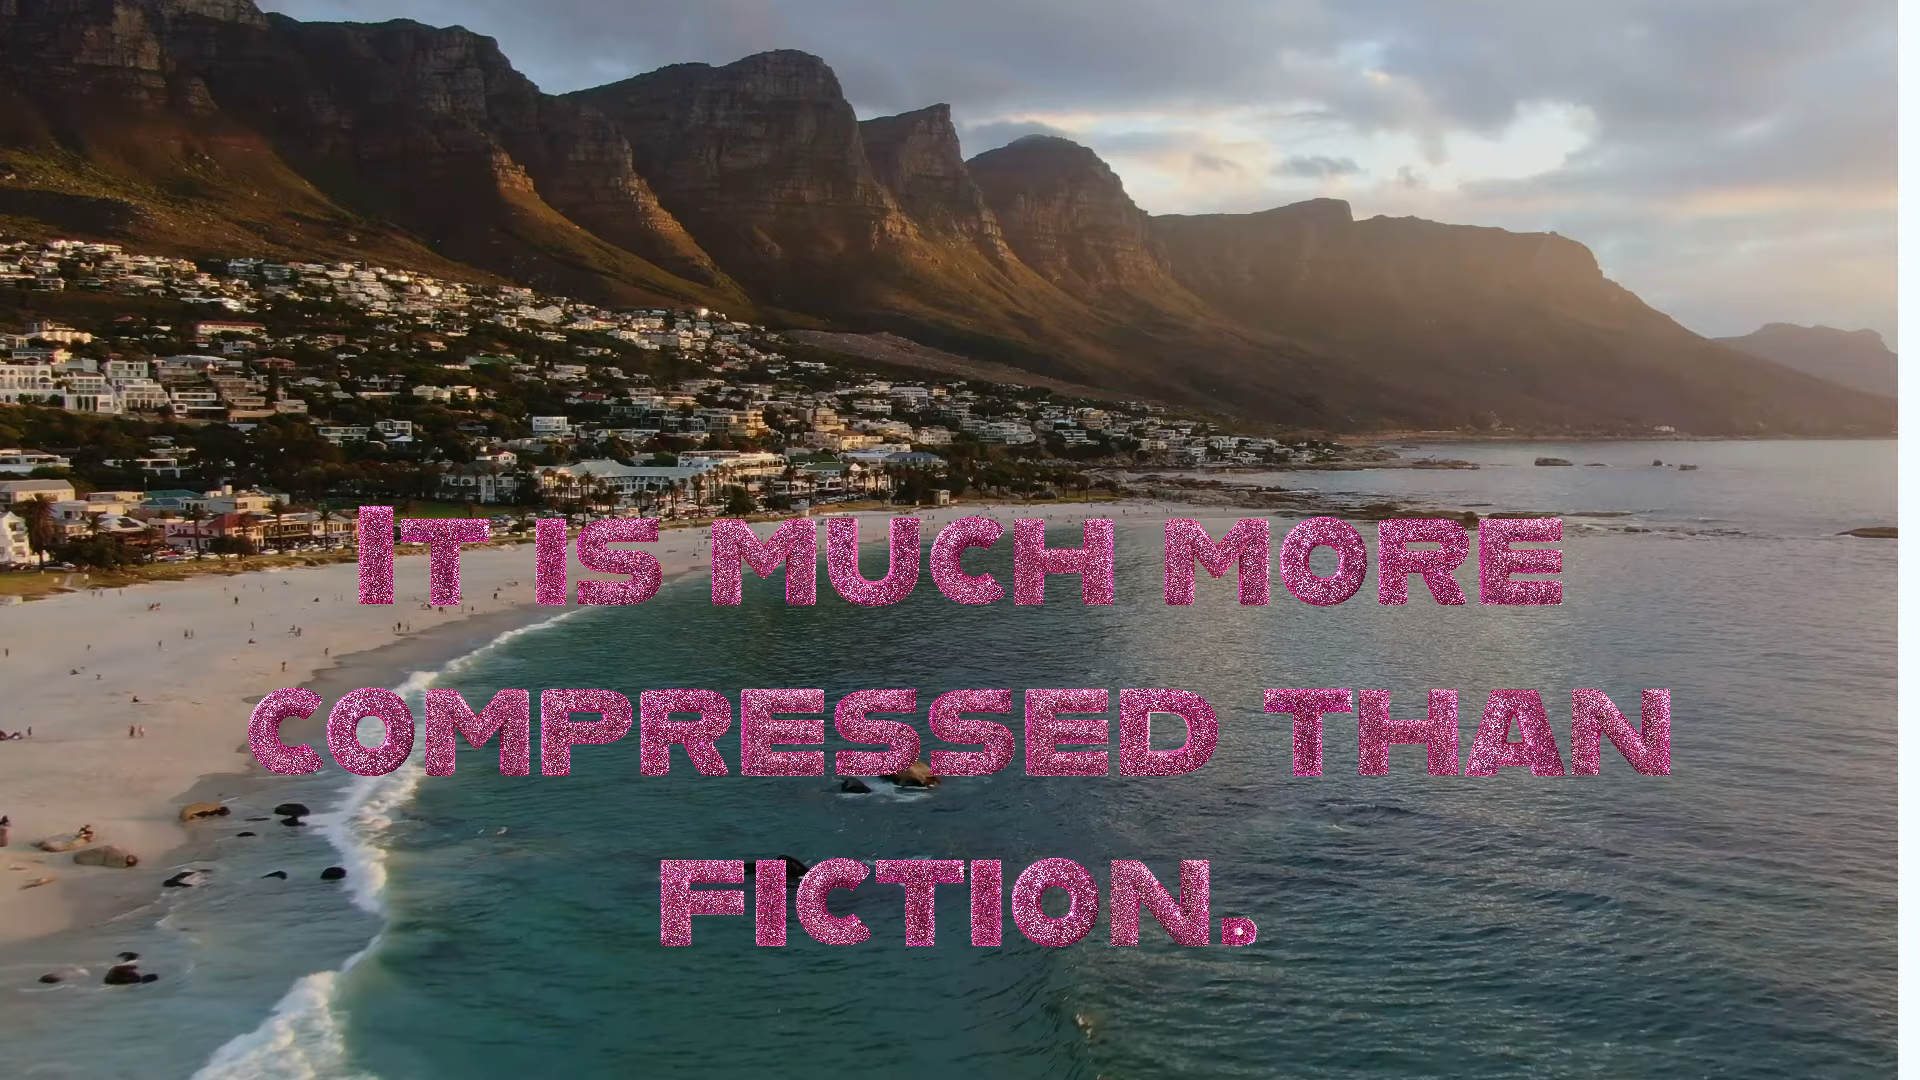 It is much more
compressed than
fiction.